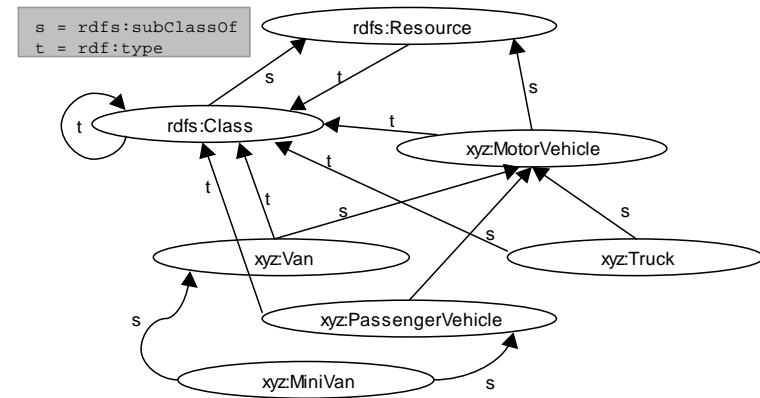 s = rdfs:subClassOf
t = rdf:type
rdfs:Resource
s
t
s
t
rdfs:Class
t
xyz:MotorVehicle
t
t
t
s
s
s
xyz:Van
xyz:Truck
s
xyz:PassengerVehicle
xyz:MiniVan
s